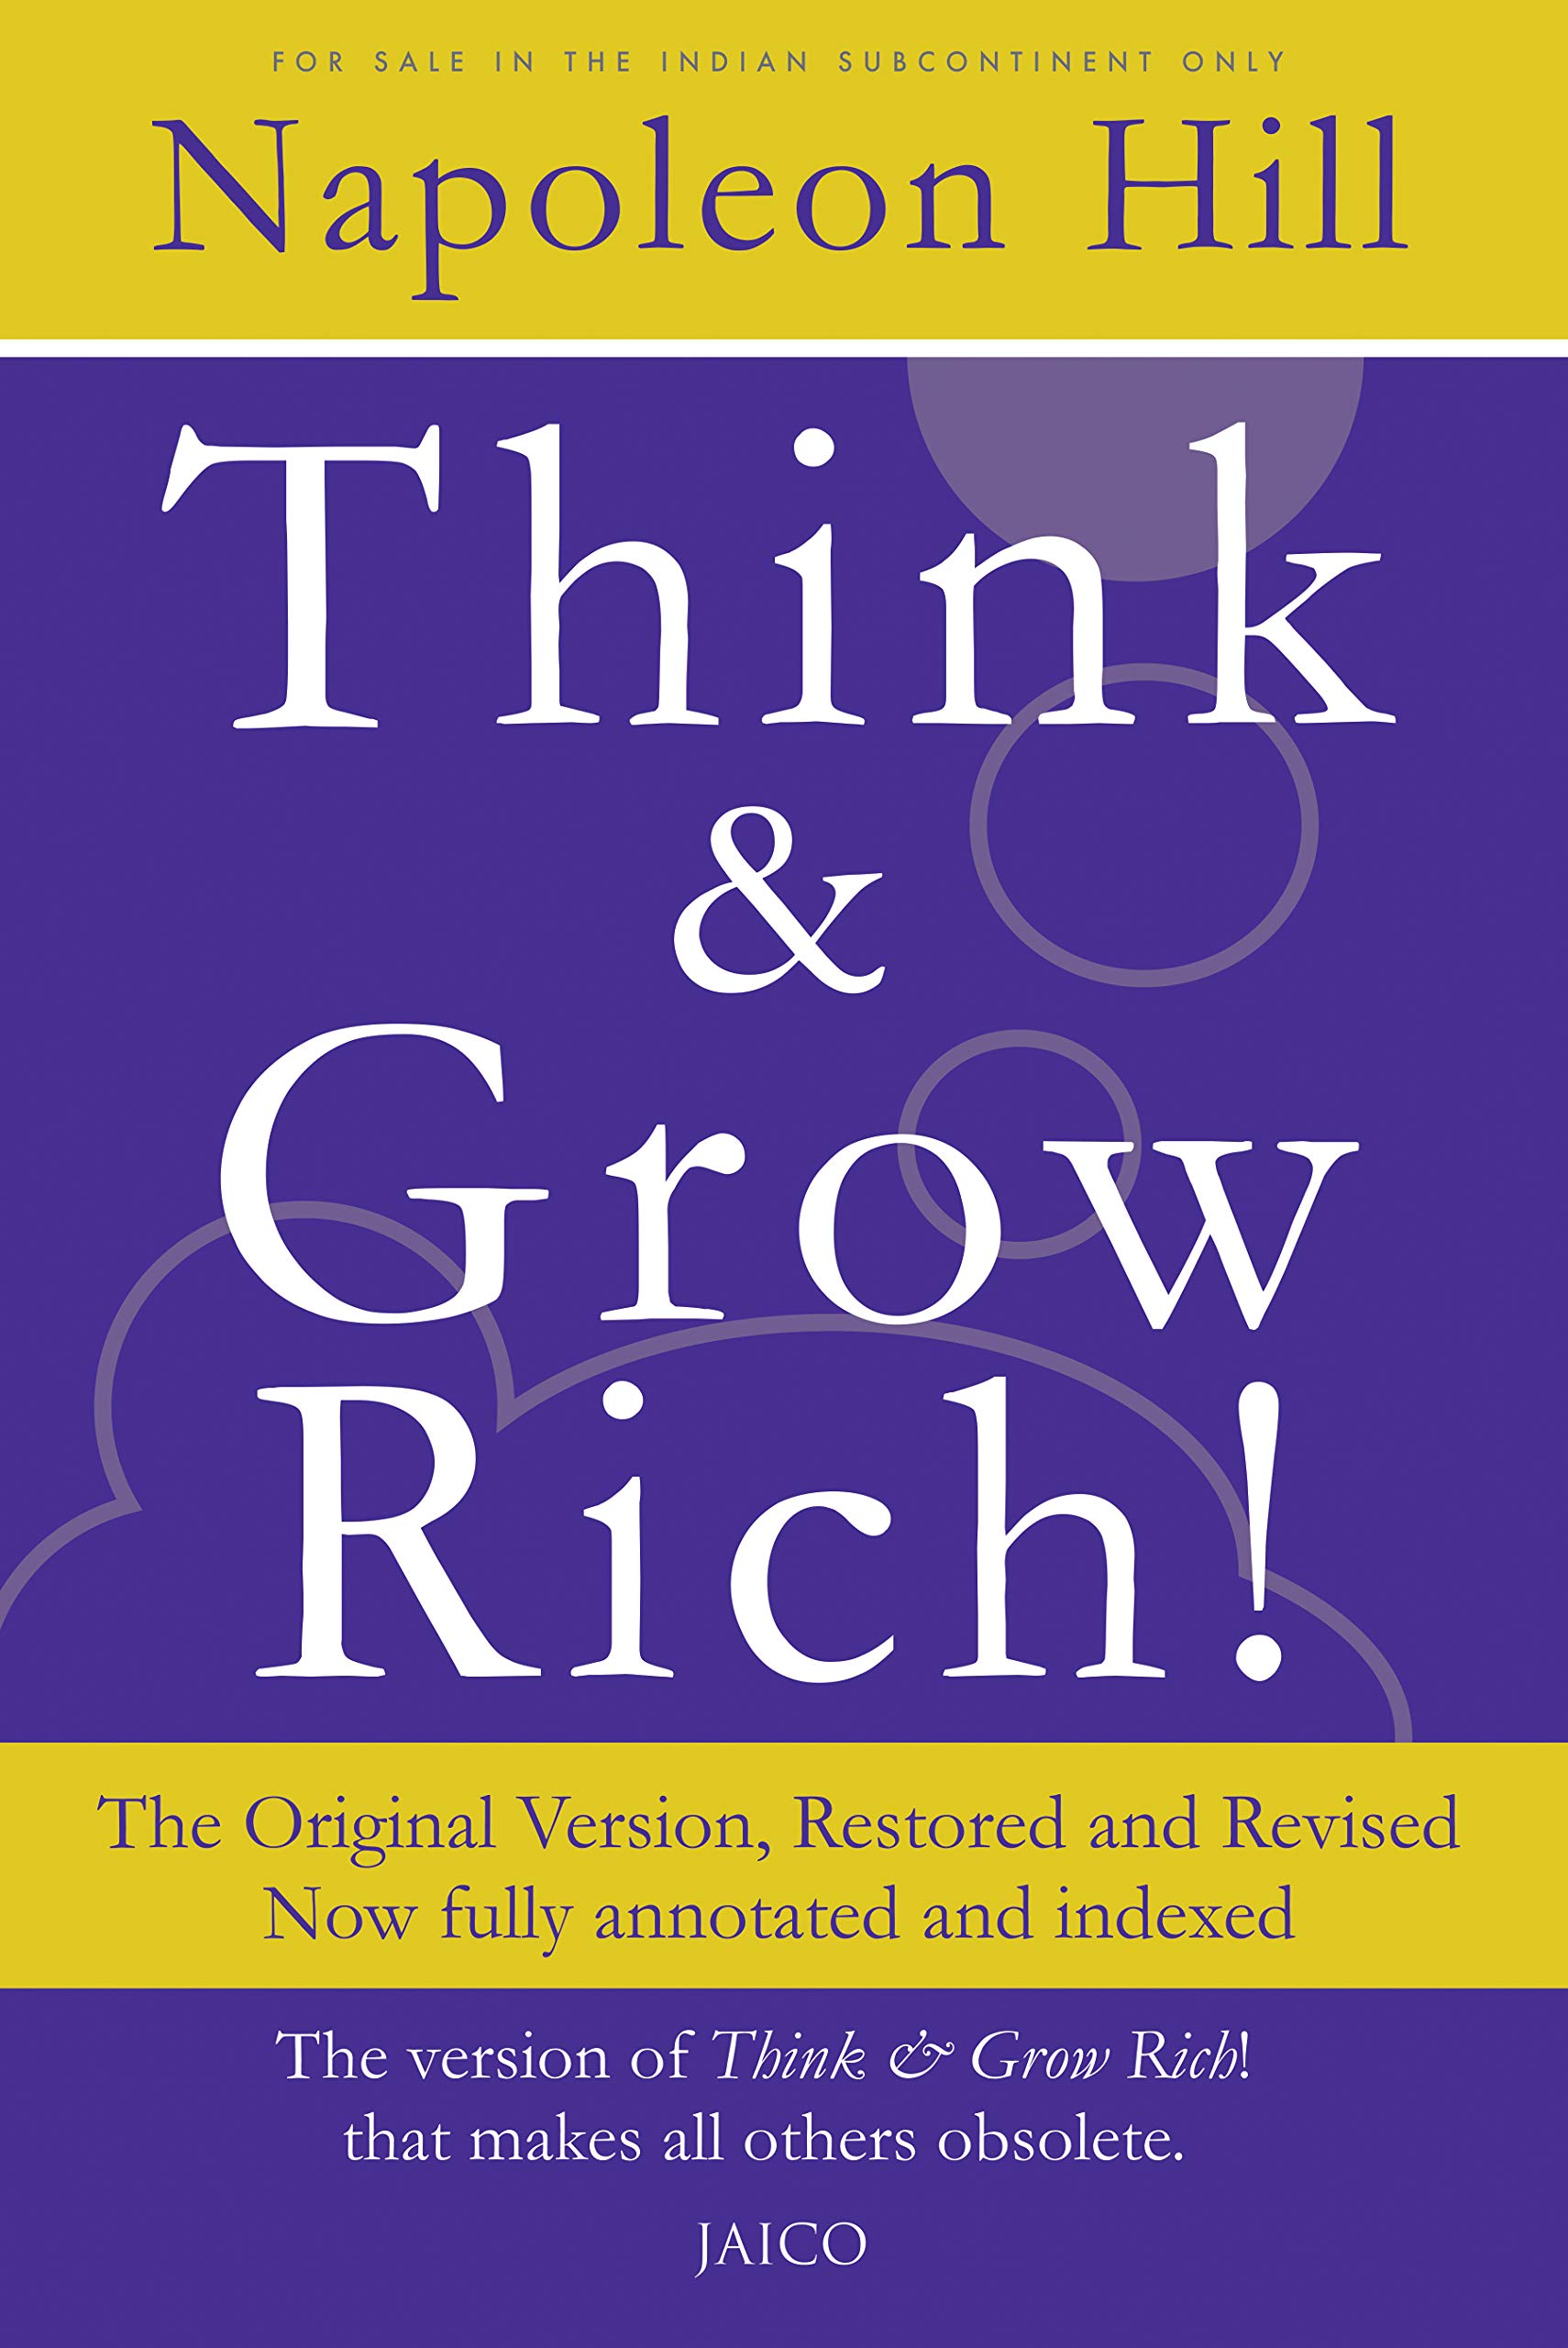 FOR SALE IN THE INDIAN SUBCONTINENT ONLY
Napoleon Hill
Think
&
Grow
Rich!
The Original Version, Restored and Revised
Now fully annotated and indexed
The version of Think & Grow Rich!
that makes all others obsolete.
JAICO